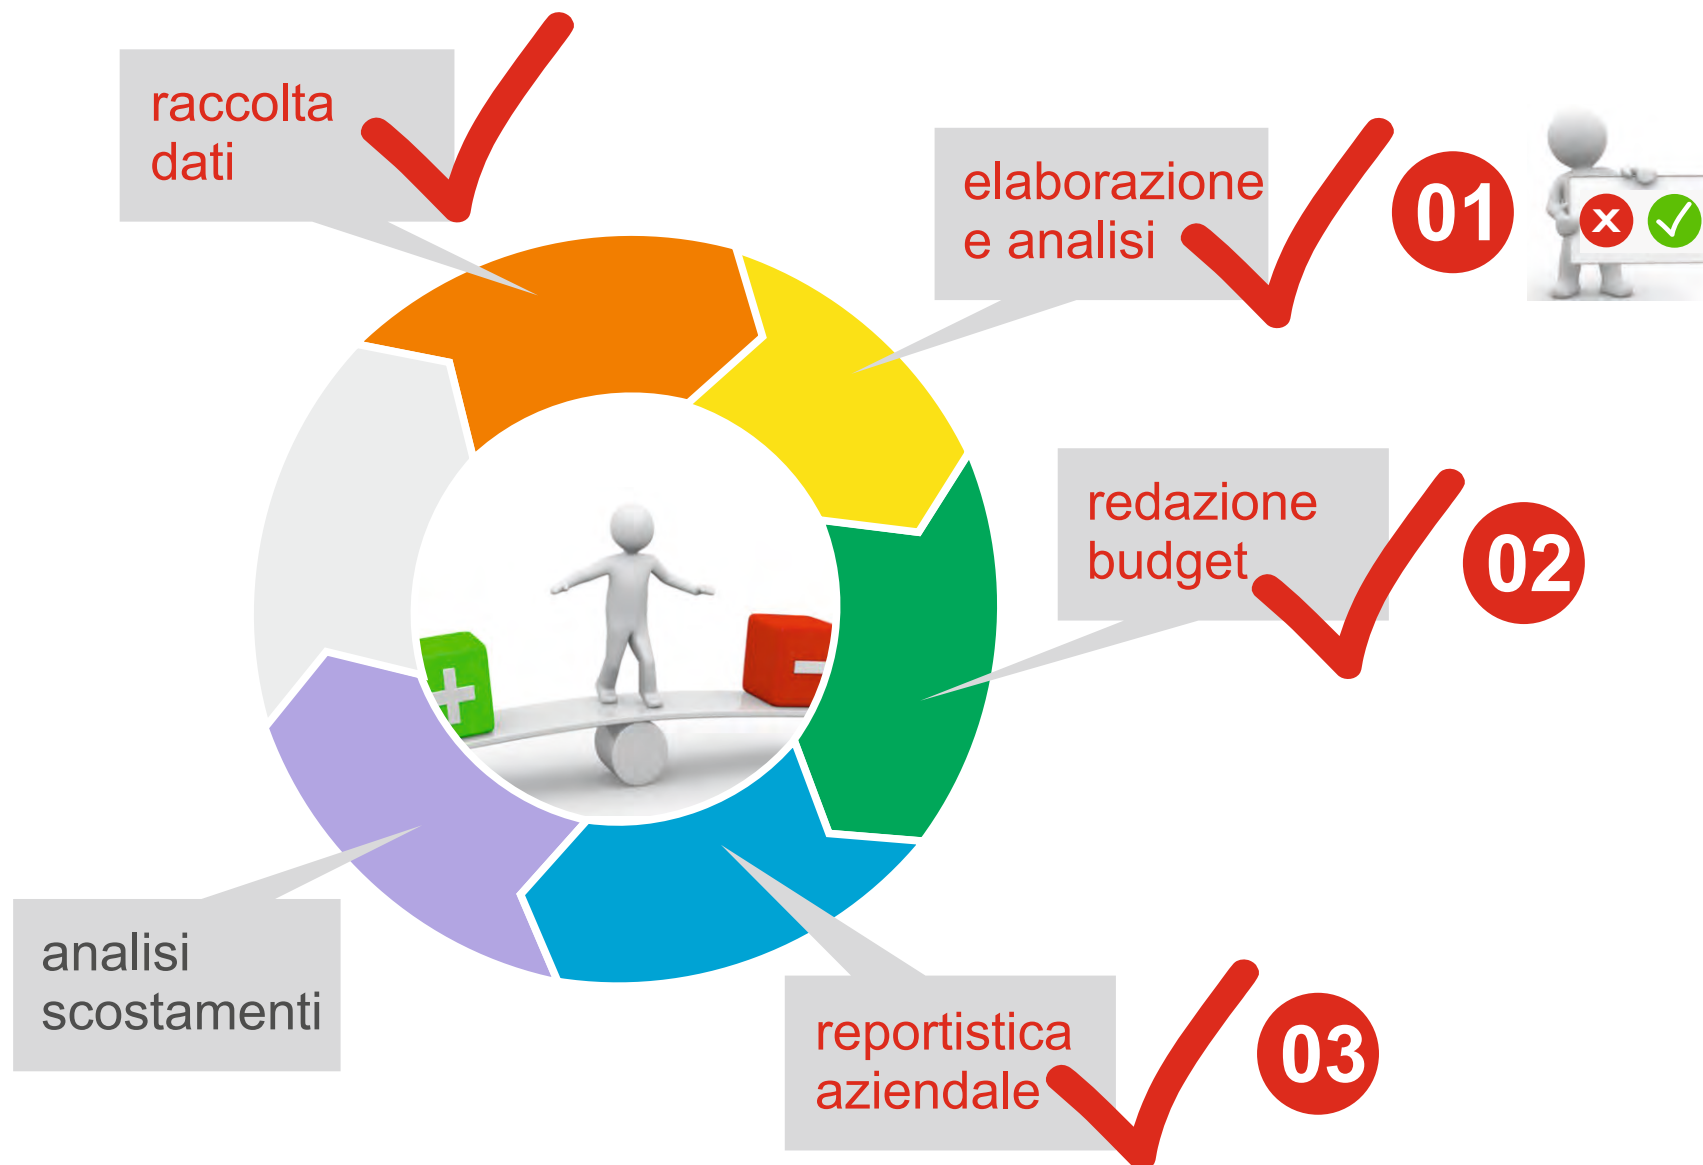 raccolta
dati
elaborazione
e analisi
01
redazione
budget
02
analisi
scostamenti
reportistica
aziendale
03